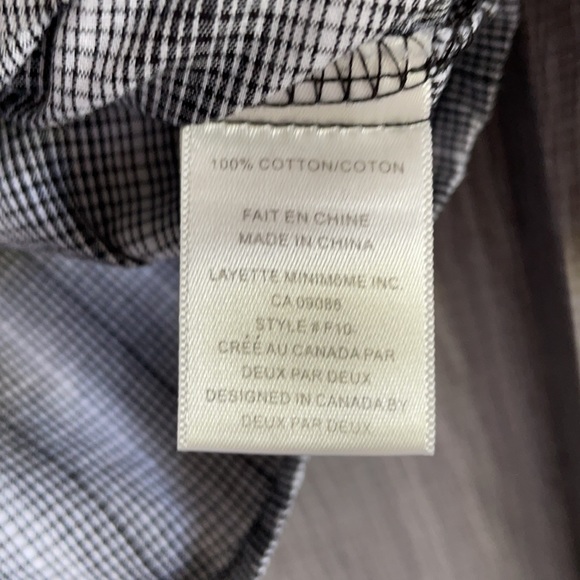 100% COTTON/COTON
FAIT EN CHINE
MADE IN CHINA
LAYETTE MINIMÔME INC.
CA 09086
STYLE # F10-
CRÉÉ AU CANADA PAR
DEUX PAR DEUX
DESIGNED IN CANADA BY
DEUX PAR DEUX